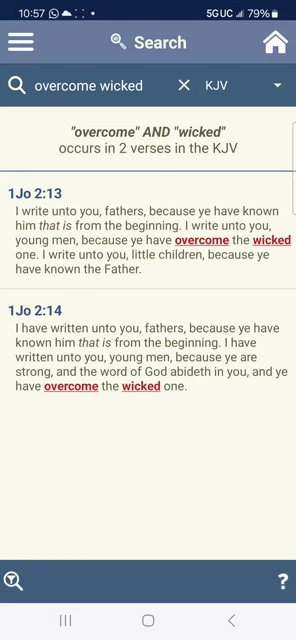 10:57 5GUC 79%
Search
overcome wicked × KJV
"overcome" AND "wicked"
occurs in 2 verses in the KJV
1Jo 2:13
I write unto you, fathers, because ye have known
him that is from the beginning. I write unto you,
young men, because ye have overcome the wicked
one. I write unto you, little children, because ye
have known the Father.
1Jo 2:14
I have written unto you, fathers, because ye have
known him that is from the beginning. I have
written unto you, young men, because ye are
strong, and the word of God abideth in you, and ye
have overcome the wicked one.
?